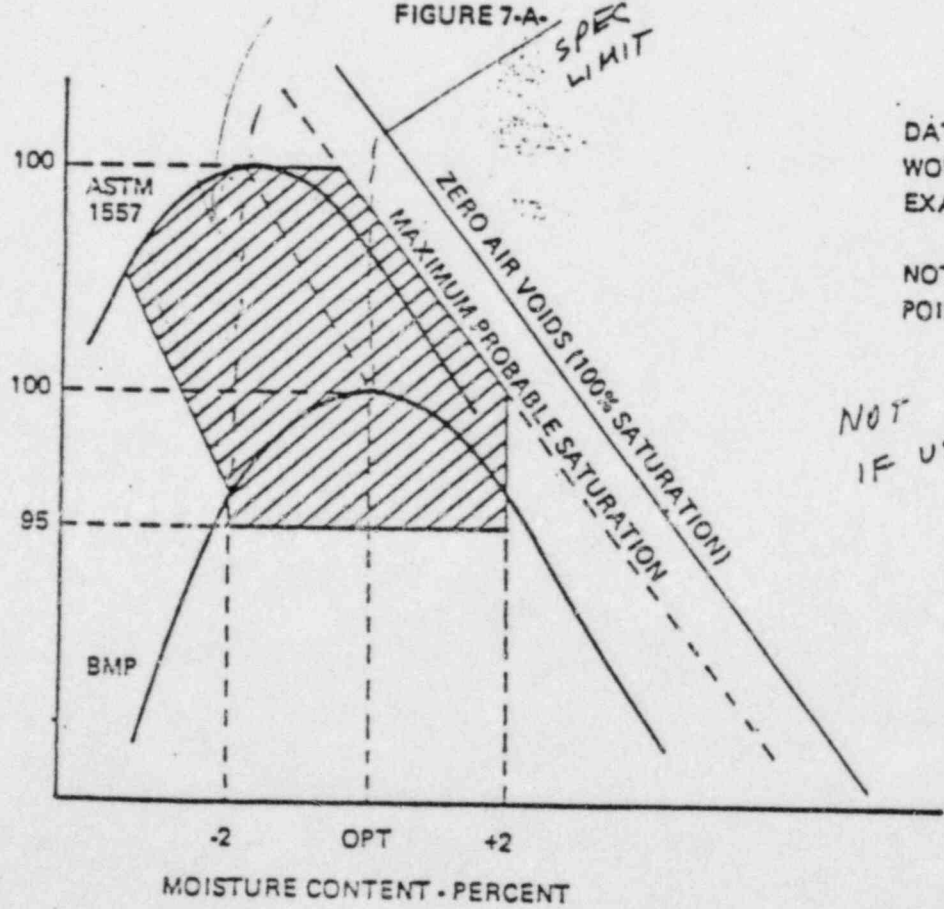 FIGURE 7-A-
SPEC
LIMIT
100
ASTM
1557
ZERO AIR VOIDS (100% SATURATION)
MAXIMUM PROBABLE SATURATION
DAT
WO
EXA
NOT
POI
100
NOT
IF U
95
BMP
-2 OPT +2
MOISTURE CONTENT - PERCENT